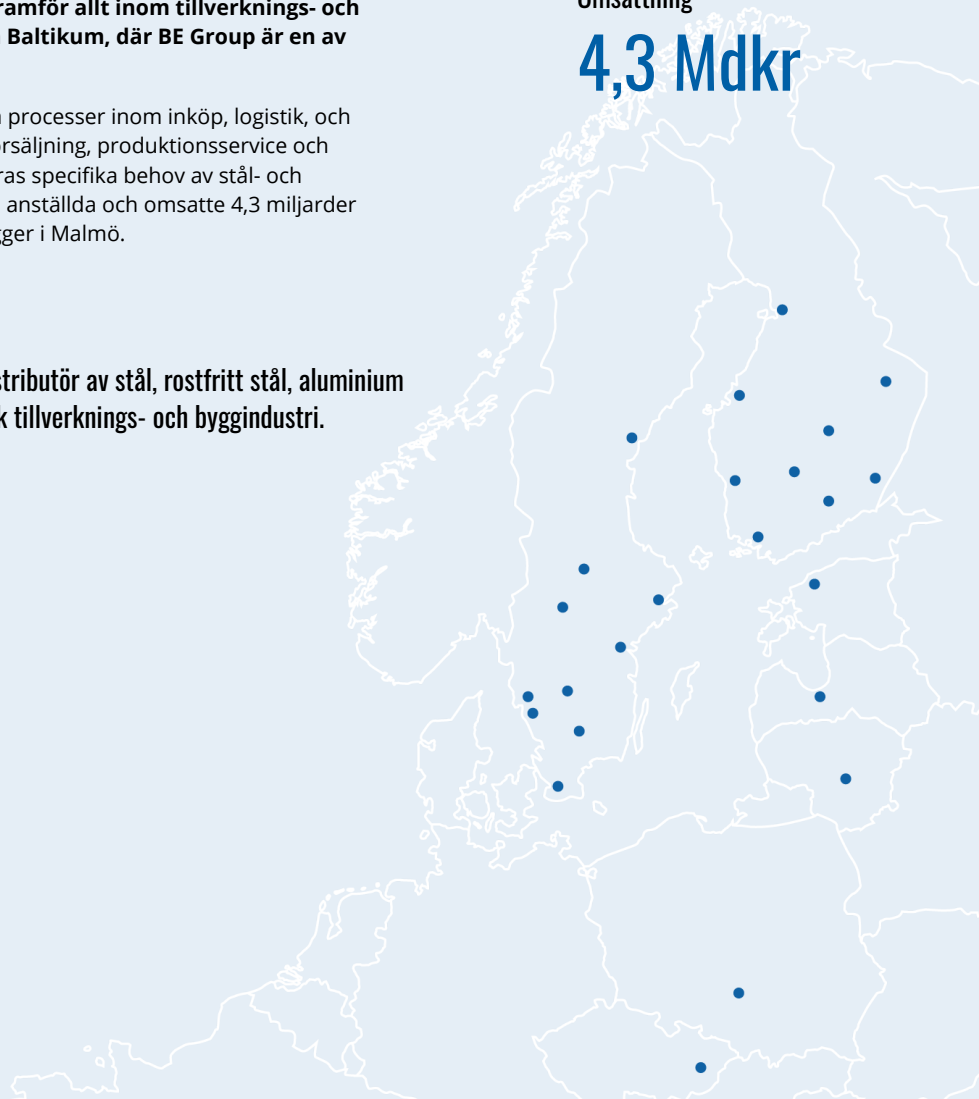 ramför allt inom tillverknings- och
Baltikum, där BE Group är en av
processer inom inköp, logistik, och
rsäljning, produktionsservice och
ras specifika behov av stål- och
anställda och omsatte 4,3 miljarder
ger i Malmö.
stributör av stål, rostfritt stål, aluminium
k tillverknings- och byggindustri.
Omsättning
4,3 Mdkr